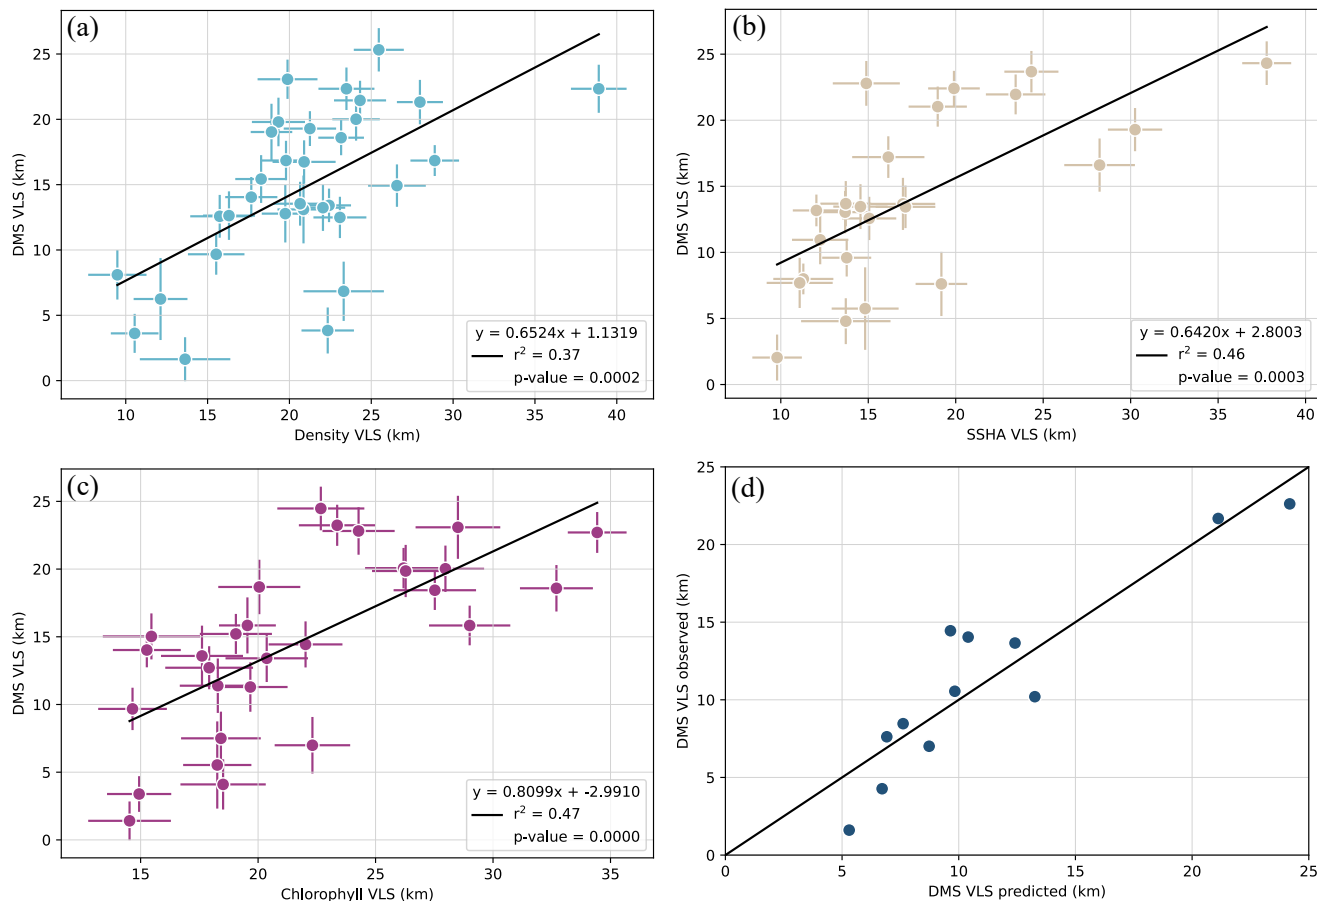 (a)
25
20
15
10
5
0
DMS VLS (km)
y = 0.6524x + 1.1319
r² = 0.37
p-value = 0.0002
10 15 20 25 30 35 40
Density VLS (km)
(b)
25
20
15
10
5
0
DMS VLS (km)
y = 0.6420x + 2.8003
r² = 0.46
p-value = 0.0003
10 15 20 25 30 35 40
SSHA VLS (km)
(c)
25
20
15
10
5
0
DMS VLS (km)
y = 0.8099x + -2.9910
r² = 0.47
p-value = 0.0000
15 20 25 30 35
Chlorophyll VLS (km)
(d)
25
20
15
10
5
0
DMS VLS observed (km)
0 5 10 15 20 25
DMS VLS predicted (km)